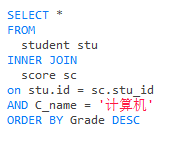 SELECT *
FROM
student stu
INNER JOIN
score sc
on stu.id = sc.stu_id
AND C_name = '计算机'
ORDER BY Grade DESC